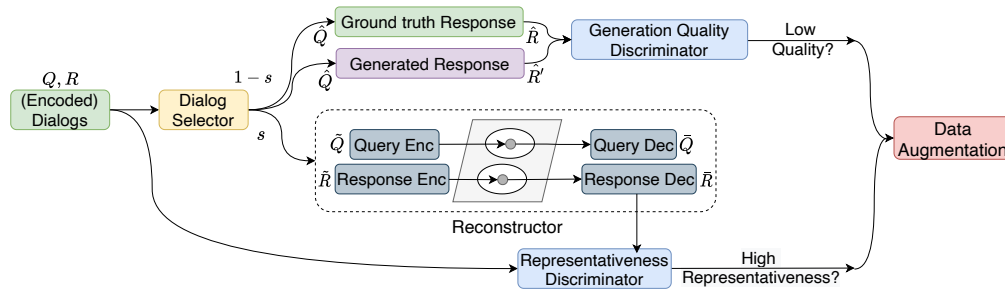 Ground truth Response
Generated Response
Q̂
Q̂
R̂
R̂'
Generation Quality
Discriminator
Low
Quality?
Q, R
(Encoded)
Dialogs
Dialog
Selector
1 − s
s
Q̃
Query Enc
Query Dec
Q̄
R̃
Response Enc
Response Dec
R̄
Reconstructor
Representativeness
Discriminator
High
Representativeness?
Data
Augmentation